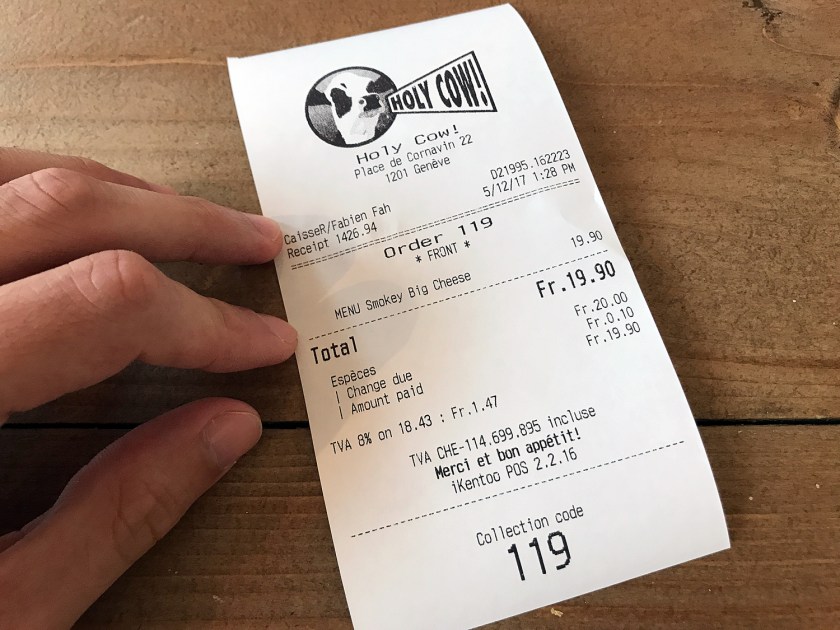 HOLY COW!
Holy Cow!
Place de Cornavin 22
1201 Genève
D21995.162223
CaisseR/Fabien Fah 5/12/17 1:28 PM
Receipt 1426.94
Order 119
* FRONT *
MENU Smokey Big Cheese 19.90
Total Fr.19.90
Espèces Fr.20.00
| Change due Fr.0.10
| Amount paid Fr.19.90
TVA 8% on 18.43 : Fr.1.47
TVA CHE-114.699.895 incluse
Merci et bon appétit!
iKentoo POS 2.2.16
Collection code
119